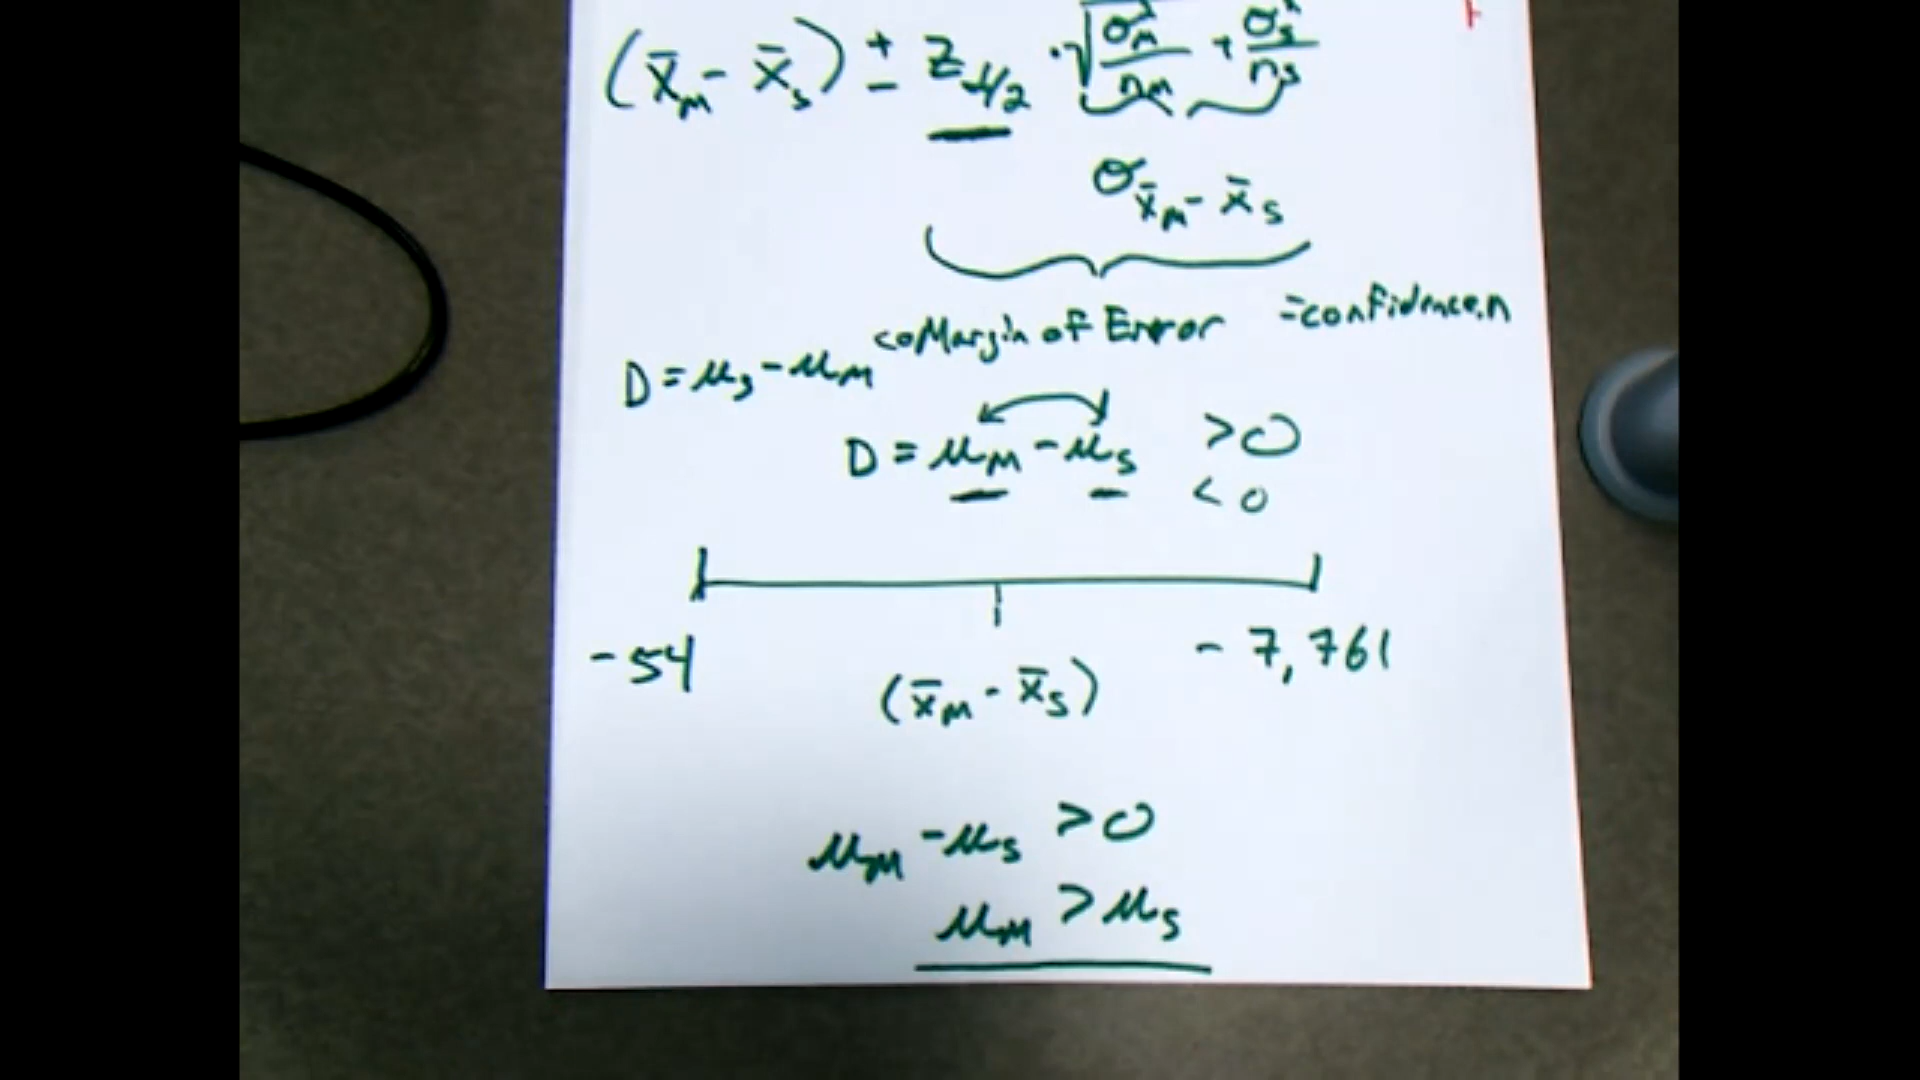 (x̄M - x̄s) ± Zα/2 · √(σM²/nM + σs²/ns)
σx̄M - x̄s
Margin of Error = confidence, n
D = μs - μM
D = μM - μs > 0
< 0
-54 (x̄M - x̄s) - 7,761
μM - μs > 0
μM > μs